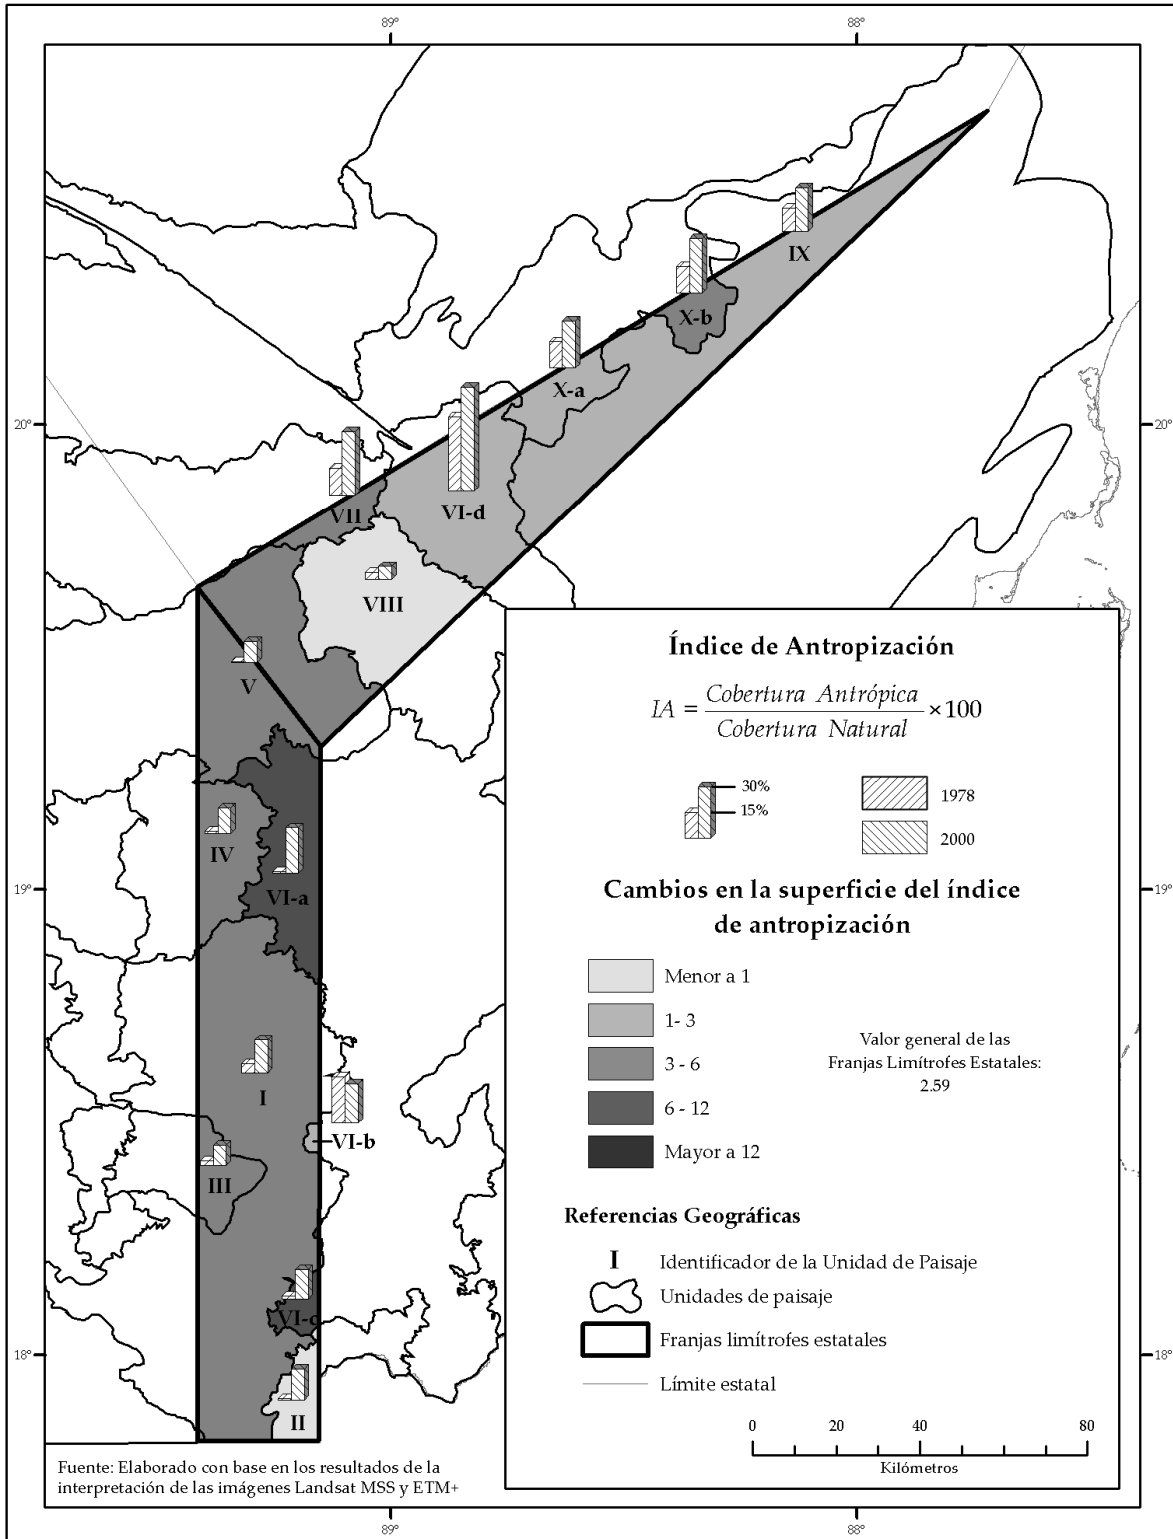 89°
88°
IX
X-b
X-a
20°
20°
VII
VI-d
VIII
V
IV
VI-a
19°
19°
I
VI-b
III
VI-c
18°
18°
II
Índice de Antropización
IA = Cobertura Antrópica
Cobertura Natural × 100
30%
15%
1978
2000
Cambios en la superficie del índice
de antropización
Menor a 1
1- 3
3 - 6
6 - 12
Mayor a 12
Valor general de las
Franjas Limítrofes Estatales:
2.59
Referencias Geográficas
I Identificador de la Unidad de Paisaje
Unidades de paisaje
Franjas limítrofes estatales
Límite estatal
0 20 40 80
Kilómetros
Fuente: Elaborado con base en los resultados de la
interpretación de las imágenes Landsat MSS y ETM+
89°
88°